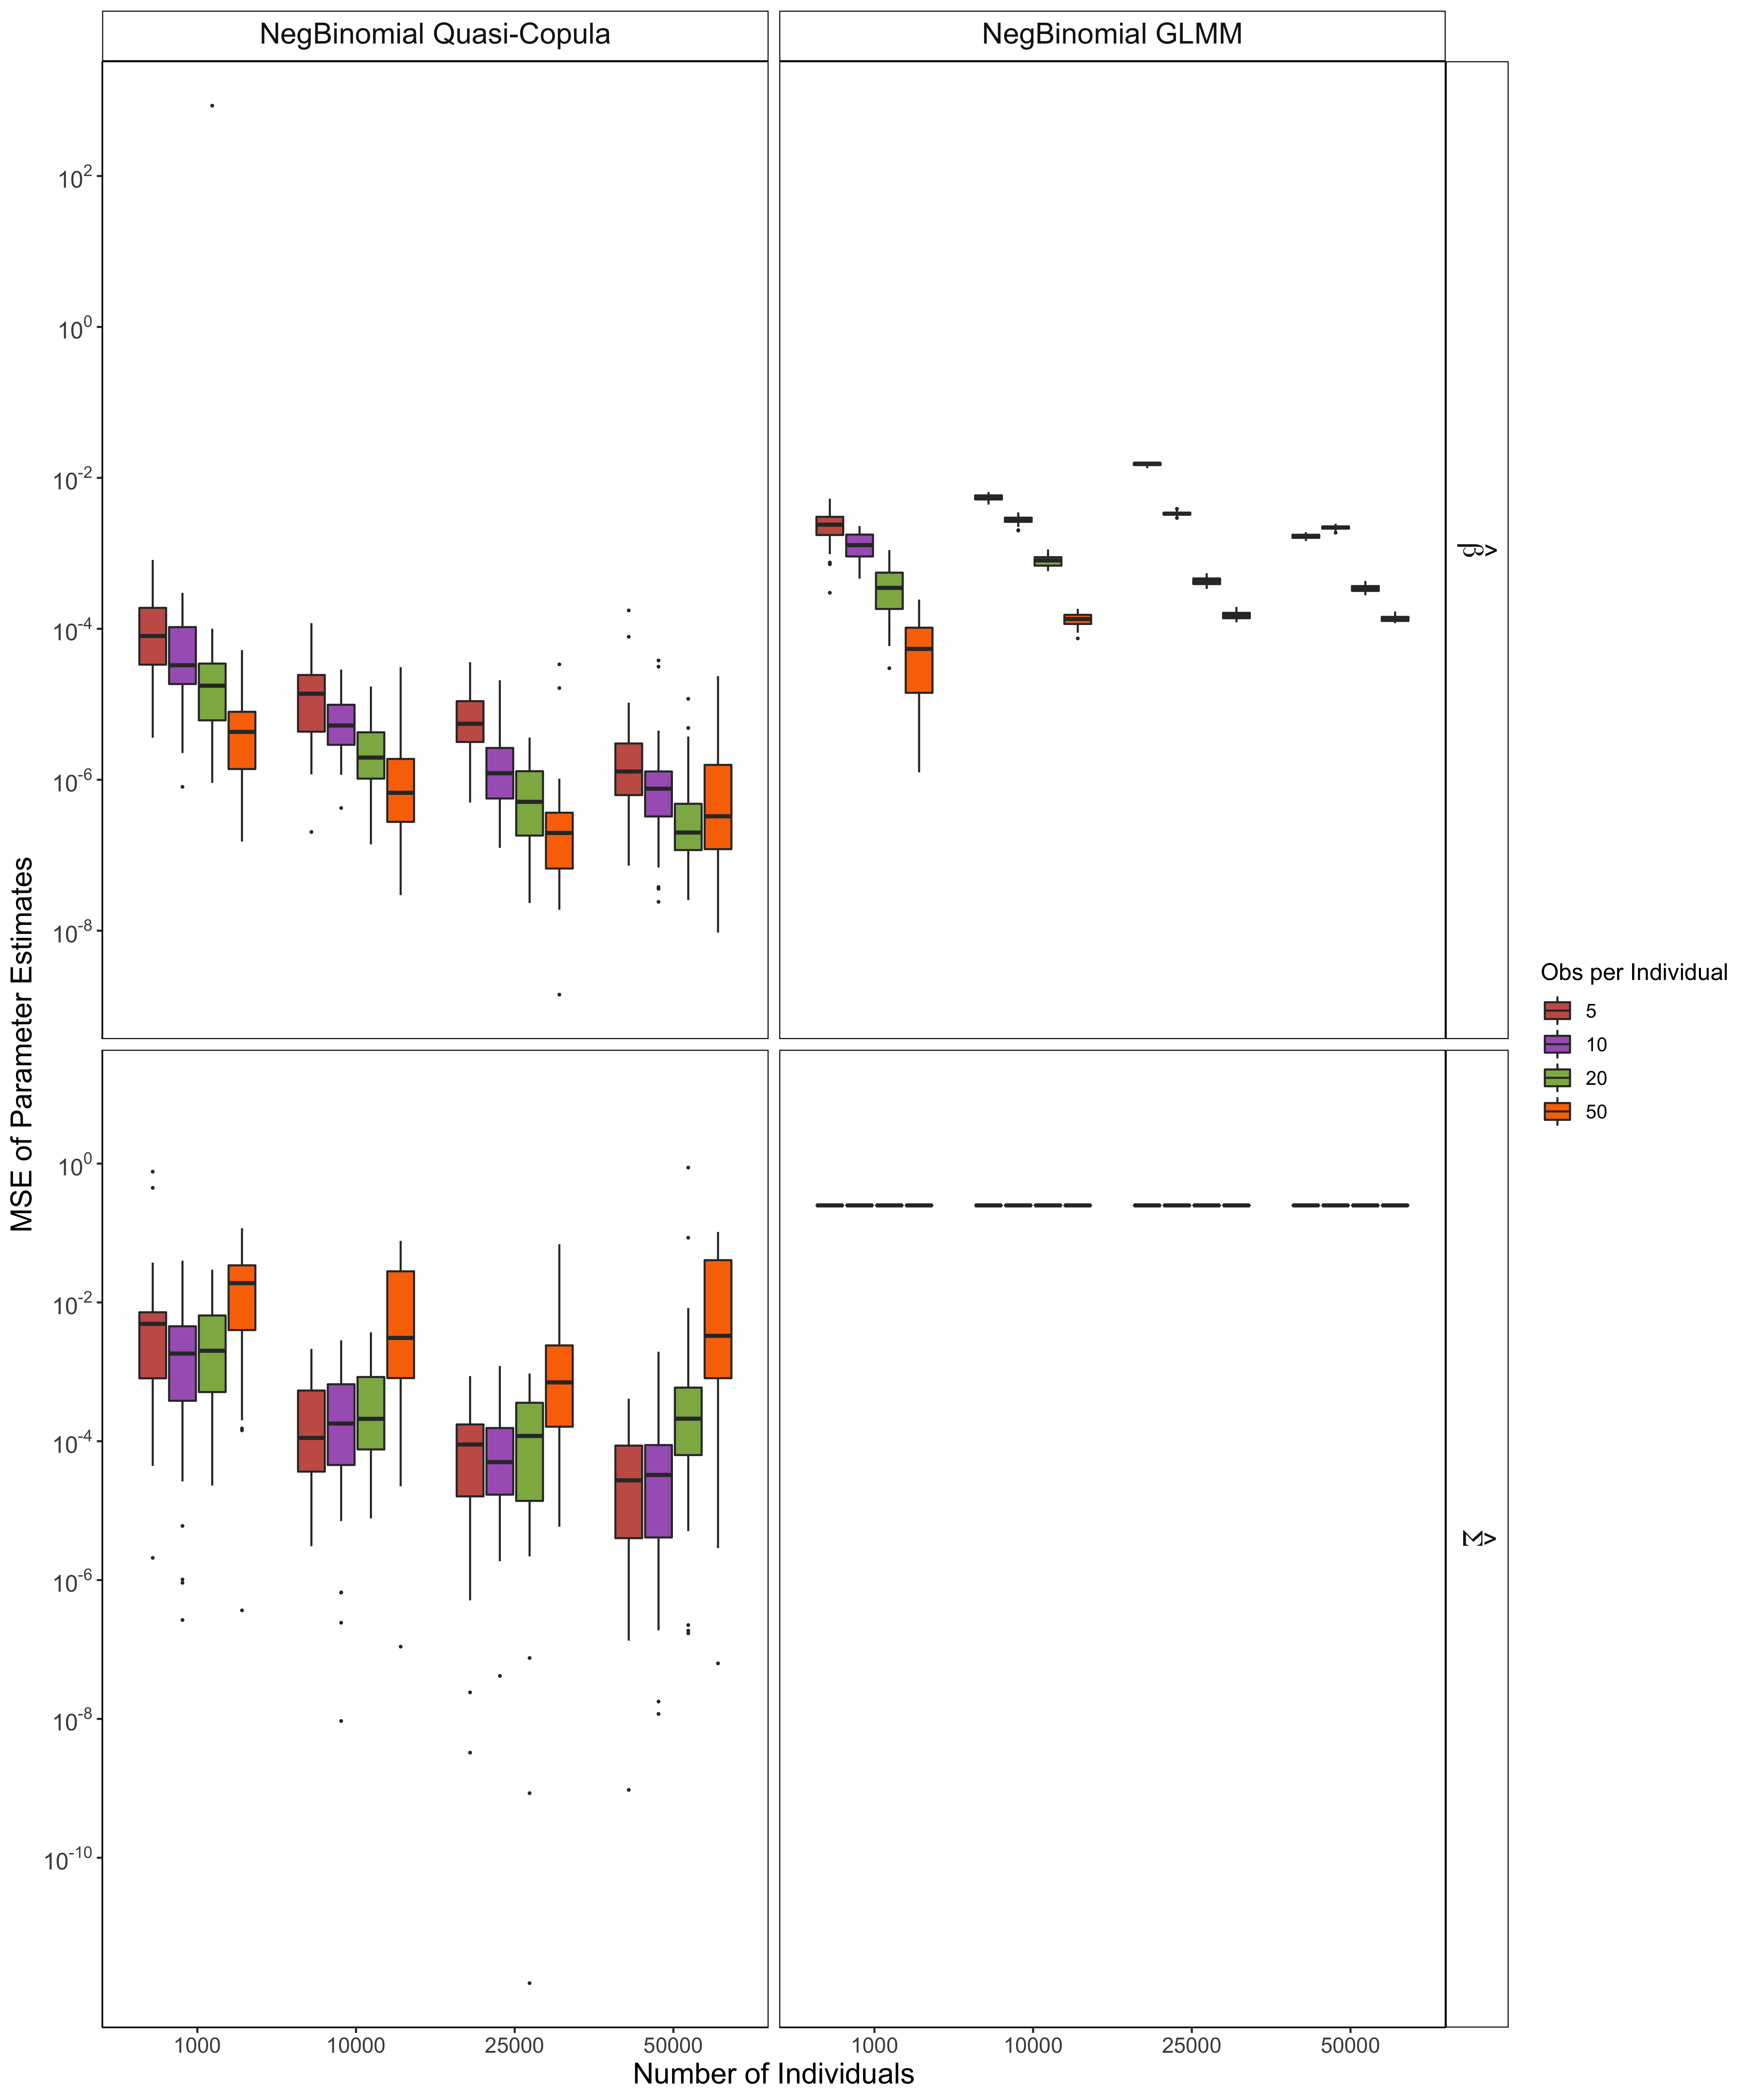 NegBinomial Quasi-Copula
NegBinomial GLMM
10²
10⁰
10⁻²
10⁻⁴
10⁻⁶
10⁻⁸
β̂
MSE of Parameter Estimates
Obs per Individual
5
10
20
50
10⁰
10⁻²
10⁻⁴
10⁻⁶
10⁻⁸
10⁻¹⁰
Σ̂
1000 10000 25000 50000
1000 10000 25000 50000
Number of Individuals